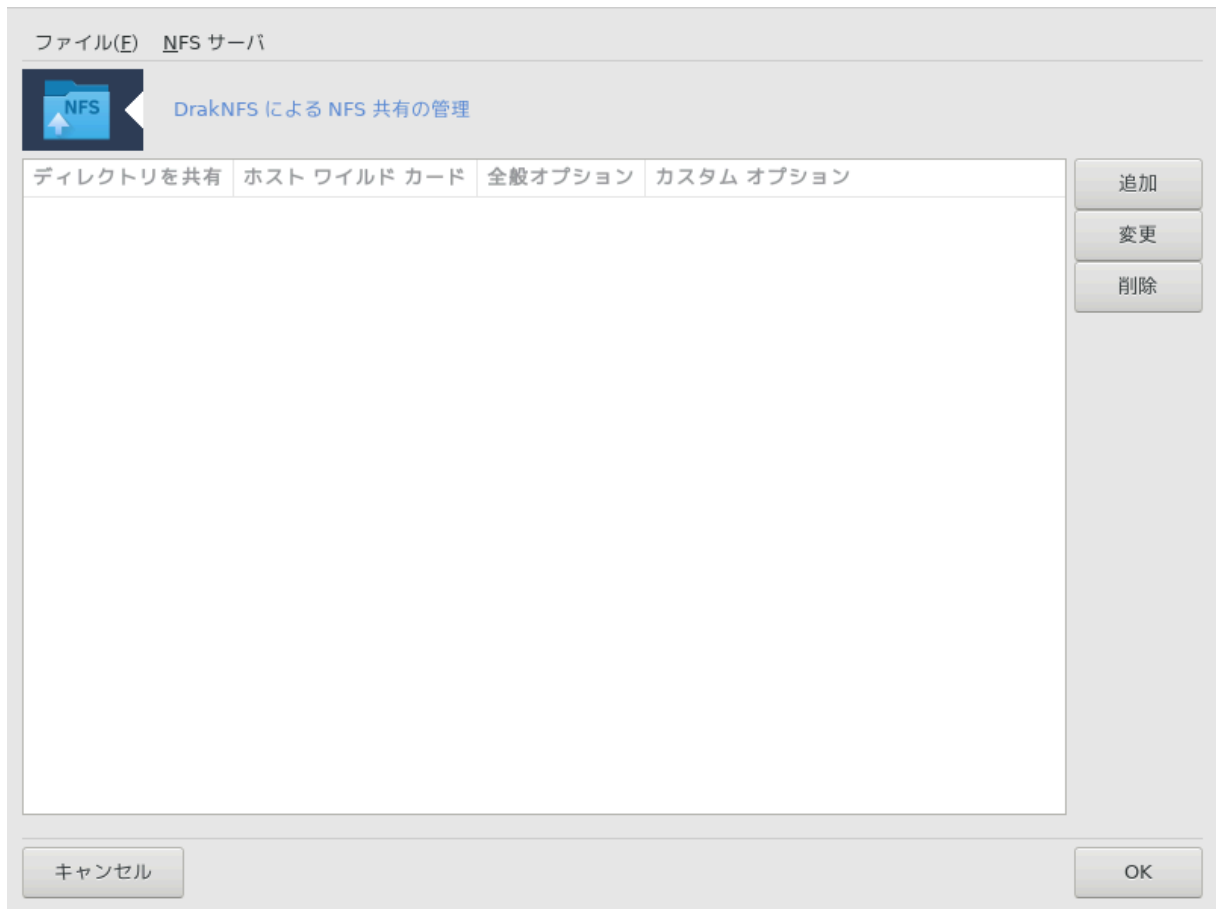 ファイル(F) NFS サーバ
NFS
DrakNFS による NFS 共有の管理
ディレクトリを共有 ホスト ワイルド カード 全般オプション カスタム オプション
追加
変更
削除
キャンセル
OK